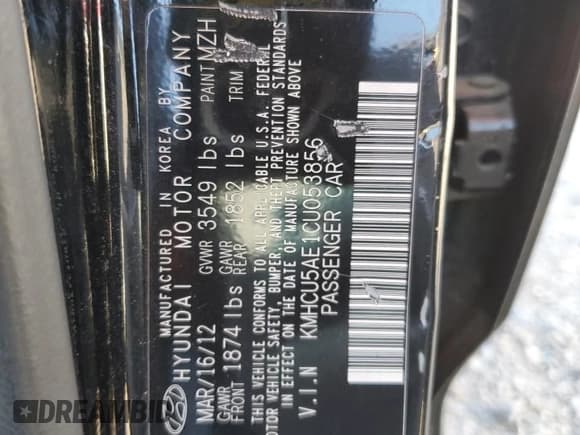 MANUFACTURED IN KOREA BY
HYUNDAI MOTOR COMPANY
MAR/16/12 GVWR 3549 lbs PAINT MZH
GAWR FRONT 1874 lbs GAWR REAR 1852 lbs TRIM
THIS VEHICLE CONFORMS TO ALL APPLICABLE U.S.A. FEDERAL
MOTOR VEHICLE SAFETY, BUMPER, AND THEFT PREVENTION STANDARDS
IN EFFECT ON THE DATE OF MANUFACTURE SHOWN ABOVE
V.I.N KMHCU5AE1CU053856
PASSENGER CAR
DREAMBID